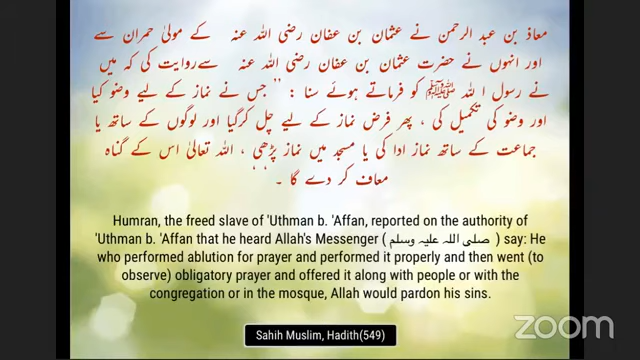 معاذ بن عبد الرحمن نے عثمان بن عفان رضی اللہ عنہ کے مولیٰ حمران سے
اور انہوں نے حضرت عثمان بن عفان رضی اللہ عنہ سےروایت کی کہ میں
نے رسول ا للہ ﷺ کو فرماتے ہوئے سنا : '' جس نے نماز کے لیے وضو کیا
اور وضو کی تکمیل کی ، پھر فرض نماز کے لیے چل کرگیا اور لوگوں کے ساتھ یا
جماعت کے ساتھ نماز ادا کی یا مسجد میں نماز پڑھی ، اللہ تعالیٰ اس کے گناہ
معاف کر دے گا ۔ ' '
Humran, the freed slave of 'Uthman b. 'Affan, reported on the authority of
'Uthman b. 'Affan that he heard Allah's Messenger ( صلی اللہ علیہ وسلم ) say: He
who performed ablution for prayer and performed it properly and then went (to
observe) obligatory prayer and offered it along with people or with the
congregation or in the mosque, Allah would pardon his sins.
Sahih Muslim, Hadith(549)
zoom